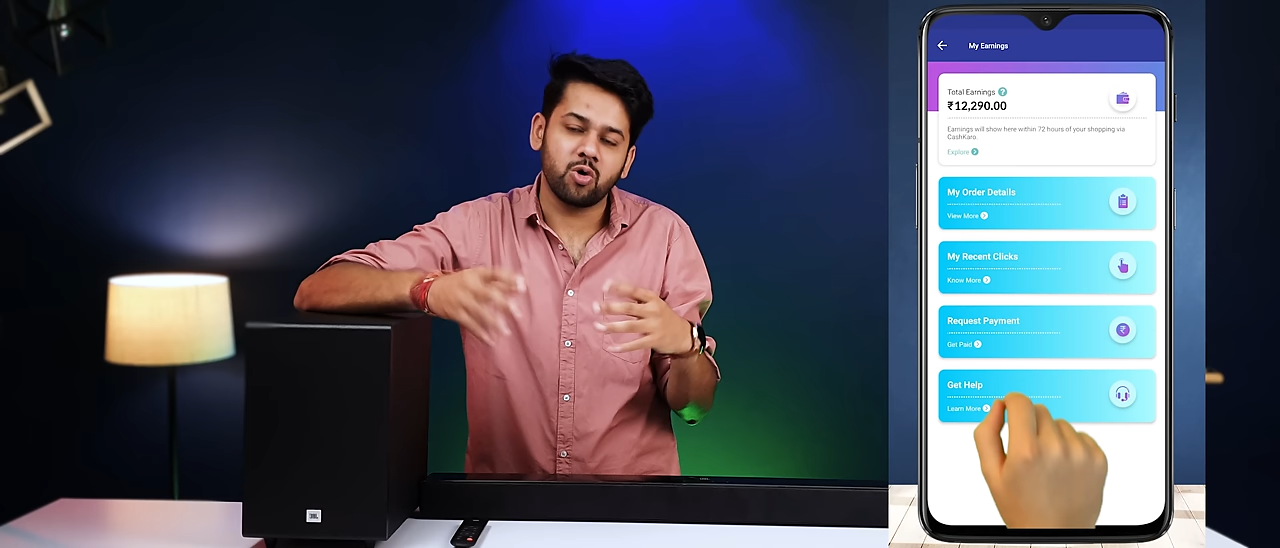 My Earnings
Total Earnings ?
₹12,290.00
Earnings will show here within 72 hours of your shopping via
CashKaro.
Explore
My Order Details
View More
My Recent Clicks
Know More
Request Payment
₹
Get Paid
Get Help
Learn More
JBL